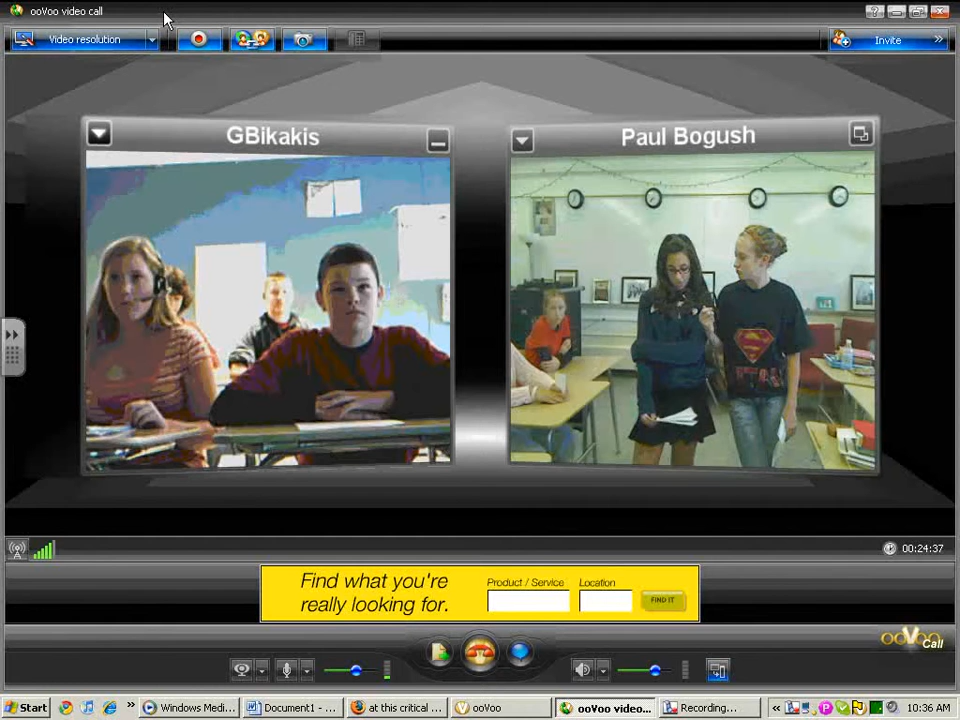 ooVoo video call
Video resolution
Invite
GBikakis
Paul Bogush
00:24:37
Find what you're
really looking for.
Product / Service
Location
FIND IT
ooVoo
Call
Start
Windows Medi...
Document1 - ...
at this critical ...
ooVoo
ooVoo video...
Recording...
10:36 AM